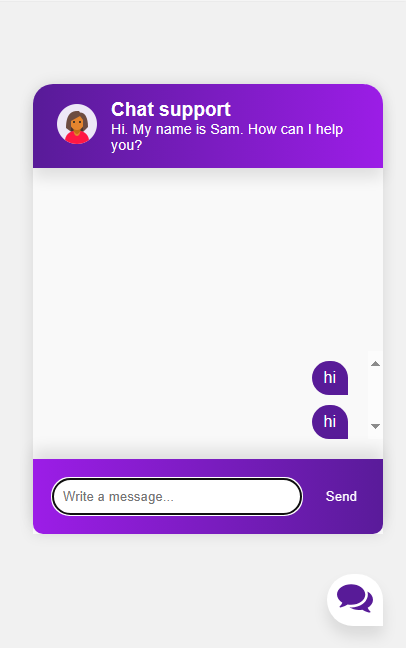 Chat support
Hi. My name is Sam. How can I help
you?
hi
hi
Write a message...
Send